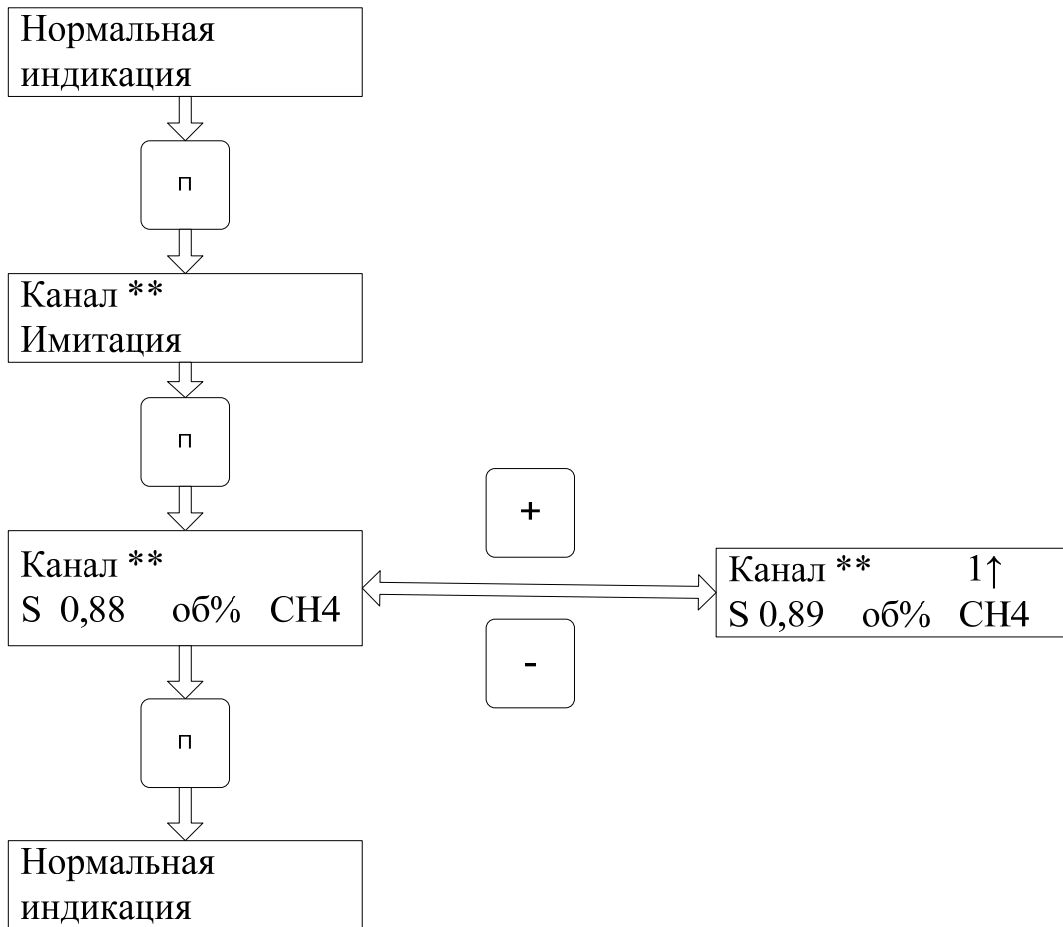 Нормальная
индикация
п
Канал **
Имитация
п
Канал **
S 0,88 об% CH4
+
-
Канал ** 1↑
S 0,89 об% CH4
п
Нормальная
индикация